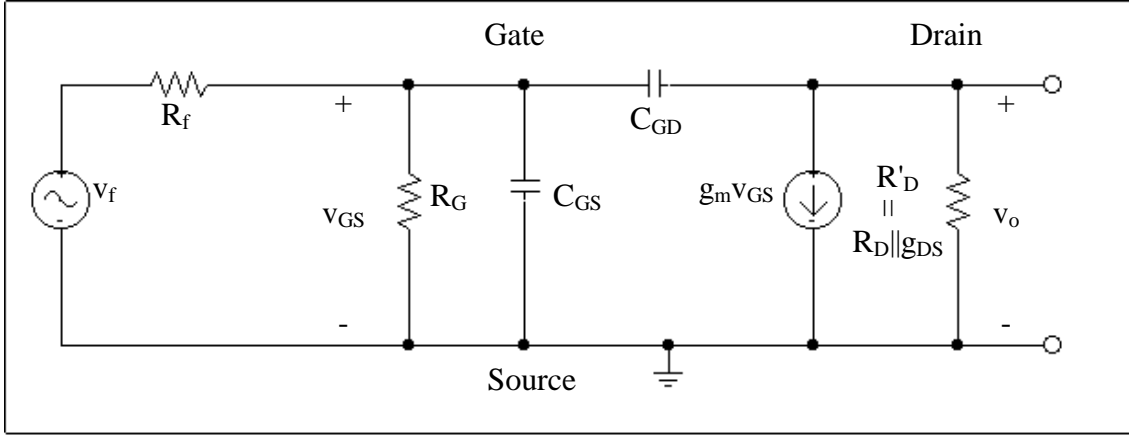 Gate
Drain
+
+
Rf
CGD
vf
RG
vGS
CGS
gmvGS
R'D
=
RD||gDS
vo
-
-
Source